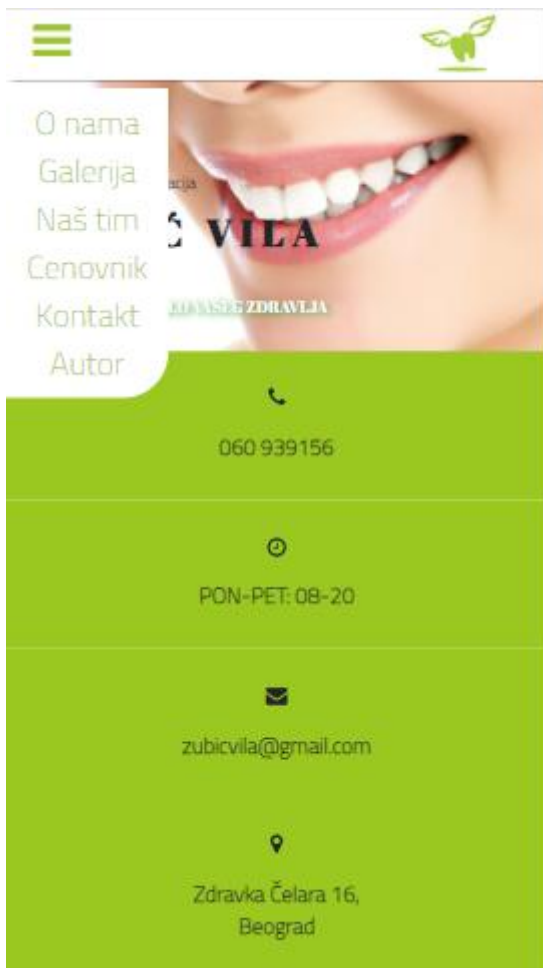 O nama
Galerija
Naš tim
Cenovnik
Kontakt
Autor
VILA
VAŠEG ZDRAVLJA
060 939156
PON-PET: 08-20
zubicvila@gmail.com
Zdravka Čelara 16,
Beograd